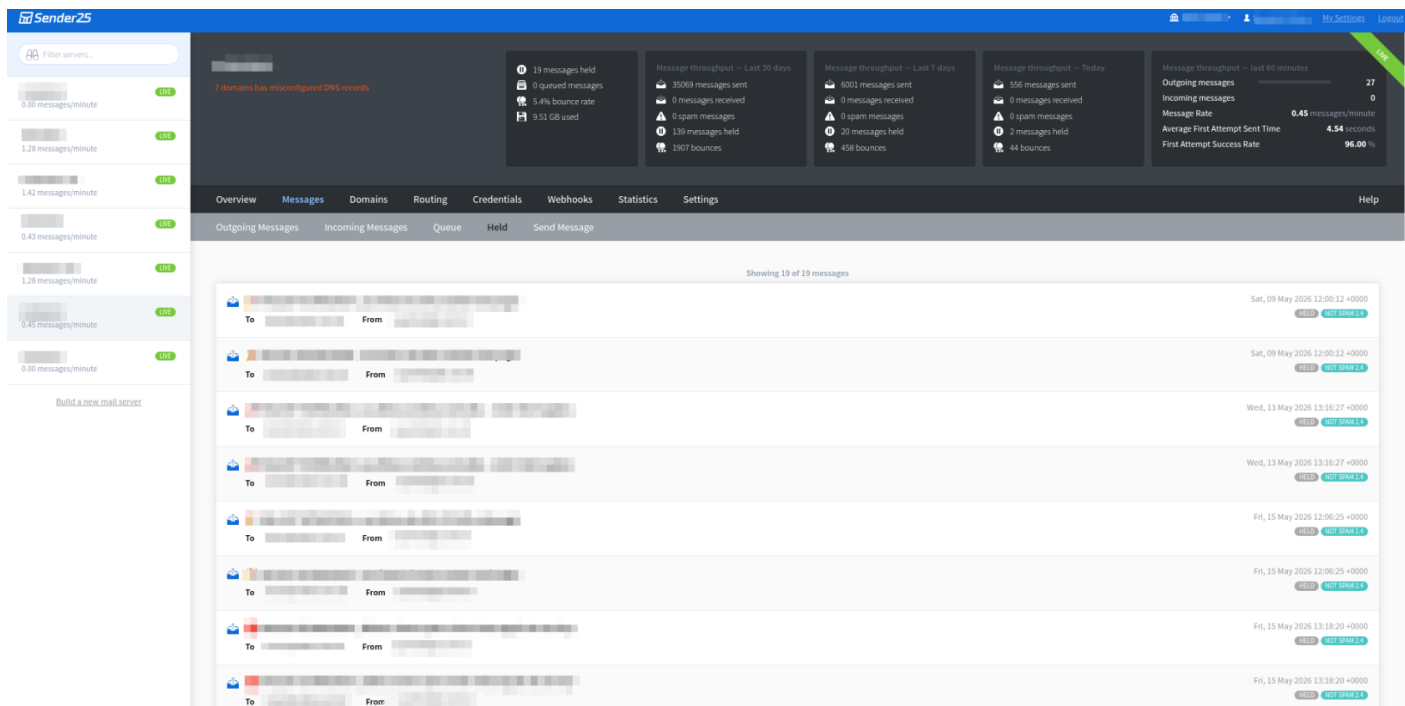 Sender25
My Settings Logout
Filter servers...
LIVE
0.00 messages/minute
LIVE
1.28 messages/minute
LIVE
1.42 messages/minute
LIVE
0.43 messages/minute
LIVE
1.28 messages/minute
LIVE
0.45 messages/minute
LIVE
0.00 messages/minute
Build a new mail server
7 domains has misconfigured DNS records
19 messages held
0 queued messages
5.4% bounce rate
9.51 GB used
Message throughput — Last 30 days
35069 messages sent
0 messages received
0 spam messages
139 messages held
1907 bounces
Message throughput — Last 7 days
6001 messages sent
0 messages received
0 spam messages
20 messages held
458 bounces
Message throughput — Today
556 messages sent
0 messages received
0 spam messages
2 messages held
44 bounces
Message throughput — last 60 minutes
Outgoing messages 27
Incoming messages 0
Message Rate 0.45 messages/minute
Average First Attempt Sent Time 4.54 seconds
First Attempt Success Rate 96.00 %
LIVE
Overview Messages Domains Routing Credentials Webhooks Statistics Settings Help
Outgoing Messages Incoming Messages Queue Held Send Message
Showing 19 of 19 messages
Sat, 09 May 2026 12:00:12 +0000
To From HELD NOT SPAM 2.4
Sat, 09 May 2026 12:00:12 +0000
To From HELD NOT SPAM 2.4
Wed, 13 May 2026 13:16:27 +0000
To From HELD NOT SPAM 2.4
Wed, 13 May 2026 13:16:27 +0000
To From HELD NOT SPAM 2.4
Fri, 15 May 2026 12:06:25 +0000
To From HELD NOT SPAM 2.4
Fri, 15 May 2026 12:06:25 +0000
To From HELD NOT SPAM 2.4
Fri, 15 May 2026 13:18:20 +0000
To From HELD NOT SPAM 2.4
Fri, 15 May 2026 13:18:20 +0000
To From HELD NOT SPAM 2.4